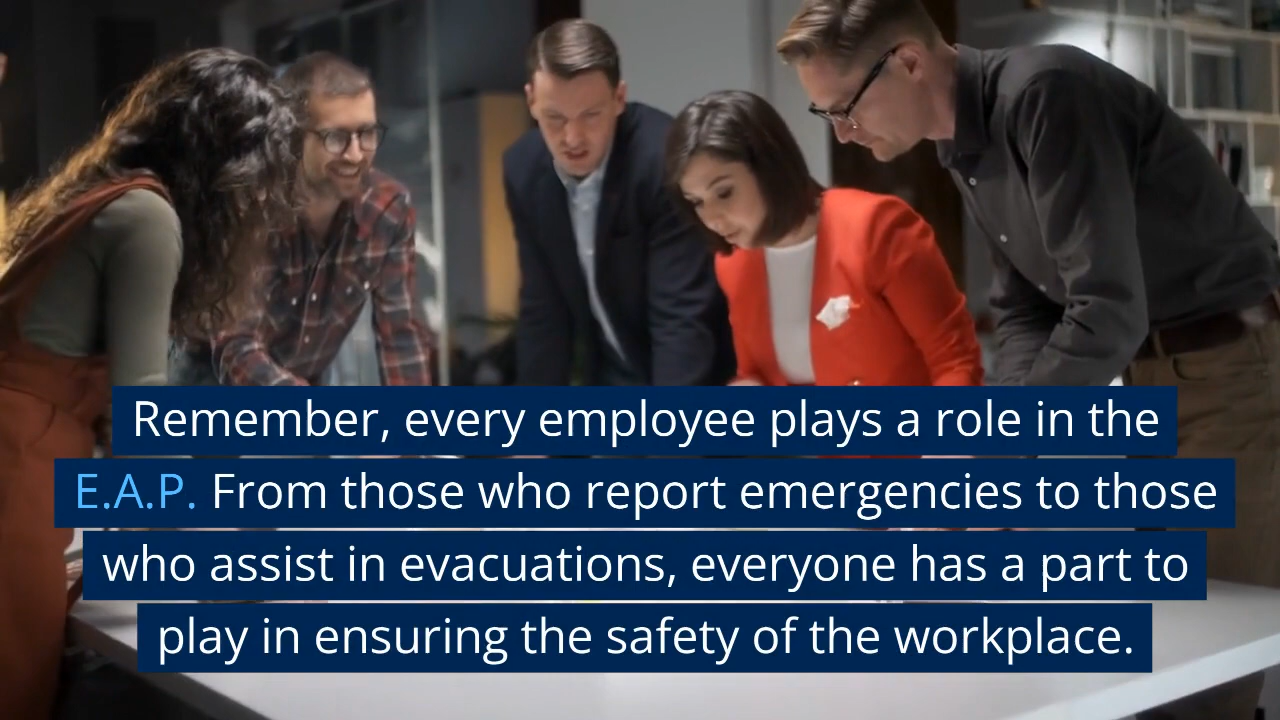 Remember, every employee plays a role in the
E.A.P. From those who report emergencies to those
who assist in evacuations, everyone has a part to
play in ensuring the safety of the workplace.